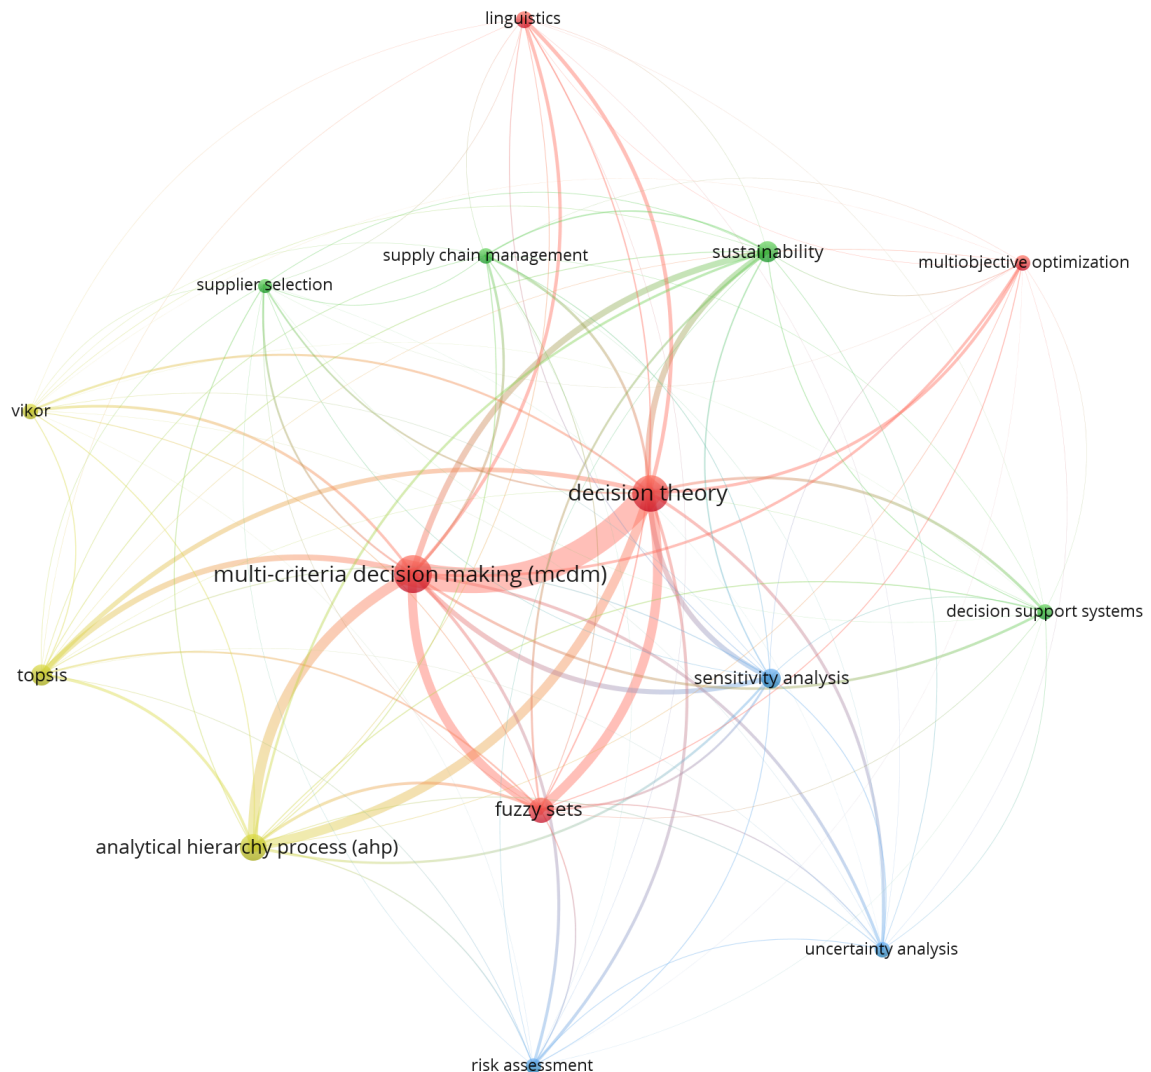 linguistics
supply chain management
sustainability
multiobjective optimization
supplier selection
vikor
decision theory
multi-criteria decision making (mcdm)
decision support systems
topsis
sensitivity analysis
fuzzy sets
analytical hierarchy process (ahp)
uncertainty analysis
risk assessment